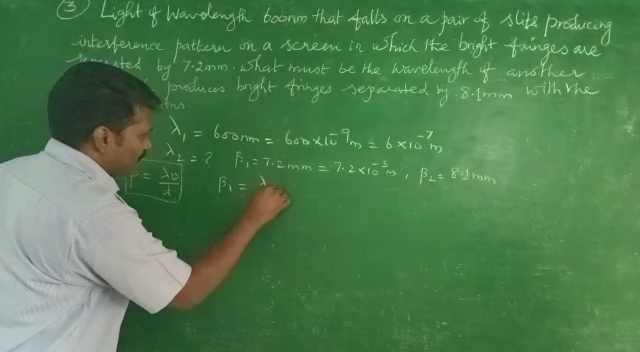 ③ Light of wavelength 600nm that falls on a pair of slits producing
interference pattern on a screen in which the bright fringes are
by 7.2mm. What must be the wavelength of another
produces bright fringes separated by 8.1mm with the
λ₁ = 600nm = 600×10⁻⁹m = 6×10⁻⁷m
λ₂ = ? β₁ = 7.2mm = 7.2×10⁻³m, β₂ = 8.1mm
β = λD/d
β₁ = λ